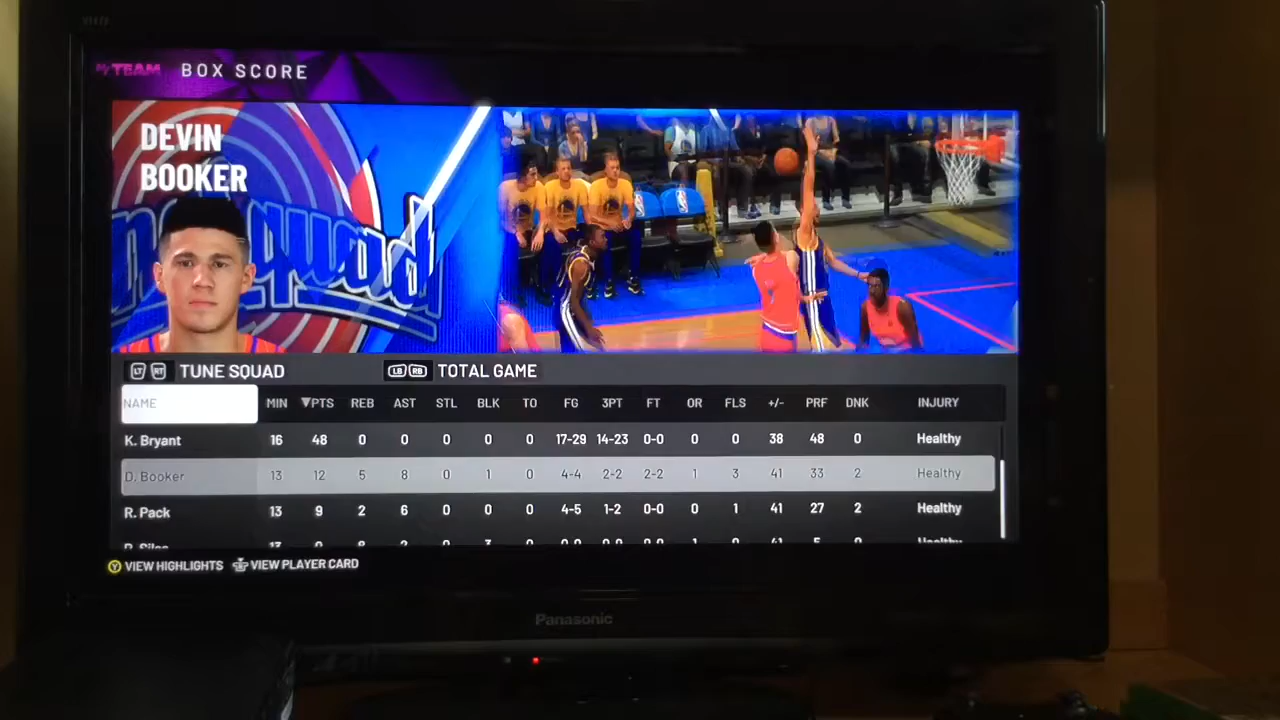 MYTEAM BOX SCORE
DEVIN
BOOKER
LT RT TUNE SQUAD LB RB TOTAL GAME
NAME MIN ▼PTS REB AST STL BLK TO FG 3PT FT OR FLS +/- PRF DNK INJURY
K. Bryant 16 48 0 0 0 0 0 17-29 14-23 0-0 0 0 38 48 0 Healthy
D. Booker 13 12 5 8 0 1 0 4-4 2-2 2-2 1 3 41 33 2 Healthy
R. Pack 13 9 2 6 0 0 0 4-5 1-2 0-0 0 1 41 27 2 Healthy
Y VIEW HIGHLIGHTS VIEW PLAYER CARD
Panasonic